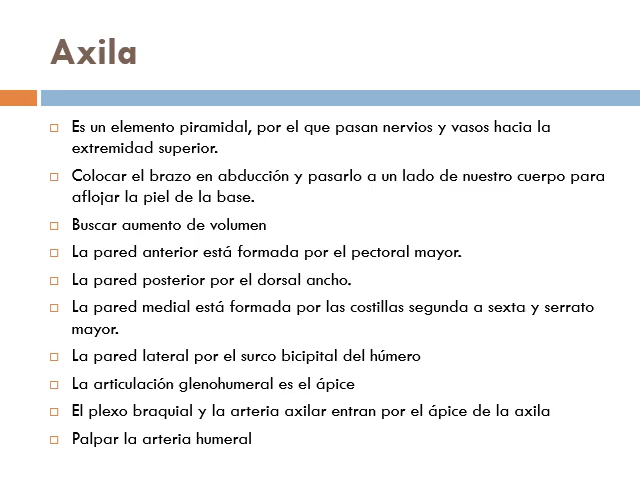 Axila
Es un elemento piramidal, por el que pasan nervios y vasos hacia la
extremidad superior.
Colocar el brazo en abducción y pasarlo a un lado de nuestro cuerpo para
aflojar la piel de la base.
Buscar aumento de volumen
La pared anterior está formada por el pectoral mayor.
La pared posterior por el dorsal ancho.
La pared medial está formada por las costillas segunda a sexta y serrato
mayor.
La pared lateral por el surco bicipital del húmero
La articulación glenohumeral es el ápice
El plexo braquial y la arteria axilar entran por el ápice de la axila
Palpar la arteria humeral